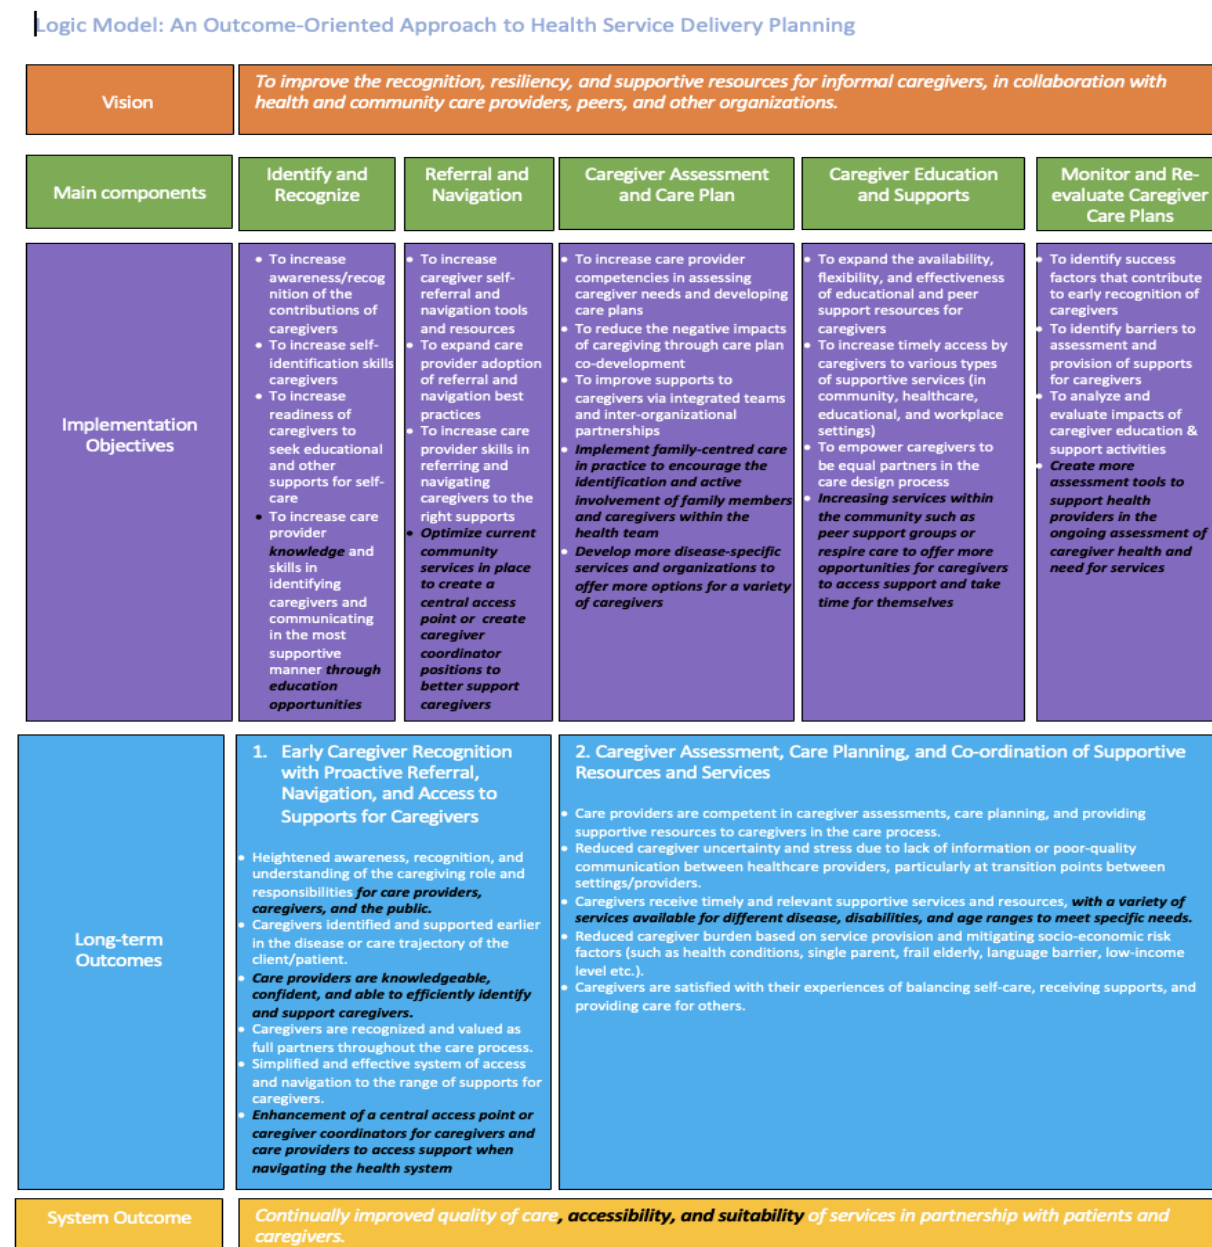 Logic Model: An Outcome-Oriented Approach to Health Service Delivery Planning
Vision
To improve the recognition, resiliency, and supportive resources for informal caregivers, in collaboration with
health and community care providers, peers, and other organizations.
Main components
Identify and
Recognize
Referral and
Navigation
Caregiver Assessment
and Care Plan
Caregiver Education
and Supports
Monitor and Re-
evaluate Caregiver
Care Plans
Implementation
Objectives
• To increase
awareness/recog
nition of the
contributions of
caregivers
• To increase self-
identification skills
caregivers
• To increase
readiness of
caregivers to
seek educational
and other
supports for self-
care
• To increase care
provider
knowledge and
skills in
identifying
caregivers and
communicating
in the most
supportive
manner through
education
opportunities
• To increase
caregiver self-
referral and
navigation tools
and resources
• To expand care
provider adoption
of referral and
navigation best
practices
• To increase care
provider skills in
referring and
navigating
caregivers to the
right supports
• Optimize current
community
services in place
to create a
central access
point or create
caregiver
coordinator
positions to
better support
caregivers
• To increase care provider
competencies in assessing
caregiver needs and developing
care plans
• To reduce the negative impacts
of caregiving through care plan
co-development
• To improve supports to
caregivers via integrated teams
and inter-organizational
partnerships
• Implement family-centred care
in practice to encourage the
identification and active
involvement of family members
and caregivers within the
health team
• Develop more disease-specific
services and organizations to
offer more options for a variety
of caregivers
• To expand the availability,
flexibility, and effectiveness
of educational and peer
support resources for
caregivers
• To increase timely access by
caregivers to various types
of supportive services (in
community, healthcare,
educational, and workplace
settings)
• To empower caregivers to
be equal partners in the
care design process
• Increasing services within
the community such as
peer support groups or
respire care to offer more
opportunities for caregivers
to access support and take
time for themselves
• To identify success
factors that contribute
to early recognition of
caregivers
• To identify barriers to
assessment and
provision of supports
for caregivers
• To analyze and
evaluate impacts of
caregiver education &
support activities
• Create more
assessment tools to
support health
providers in the
ongoing assessment of
caregiver health and
need for services
Long-term
Outcomes
1. Early Caregiver Recognition
with Proactive Referral,
Navigation, and Access to
Supports for Caregivers
• Heightened awareness, recognition, and
understanding of the caregiving role and
responsibilities for care providers,
caregivers, and the public.
• Caregivers identified and supported earlier
in the disease or care trajectory of the
client/patient.
• Care providers are knowledgeable,
confident, and able to efficiently identify
and support caregivers.
• Caregivers are recognized and valued as
full partners throughout the care process.
• Simplified and effective system of access
and navigation to the range of supports for
caregivers.
• Enhancement of a central access point or
caregiver coordinators for caregivers and
care providers to access support when
navigating the health system
2. Caregiver Assessment, Care Planning, and Co-ordination of Supportive
Resources and Services
• Care providers are competent in caregiver assessments, care planning, and providing
supportive resources to caregivers in the care process.
• Reduced caregiver uncertainty and stress due to lack of information or poor-quality
communication between healthcare providers, particularly at transition points between
settings/providers.
• Caregivers receive timely and relevant supportive services and resources, with a variety of
services available for different disease, disabilities, and age ranges to meet specific needs.
• Reduced caregiver burden based on service provision and mitigating socio-economic risk
factors (such as health conditions, single parent, frail elderly, language barrier, low-income
level etc.).
• Caregivers are satisfied with their experiences of balancing self-care, receiving supports, and
providing care for others.
System Outcome
Continually improved quality of care, accessibility, and suitability of services in partnership with patients and
caregivers.